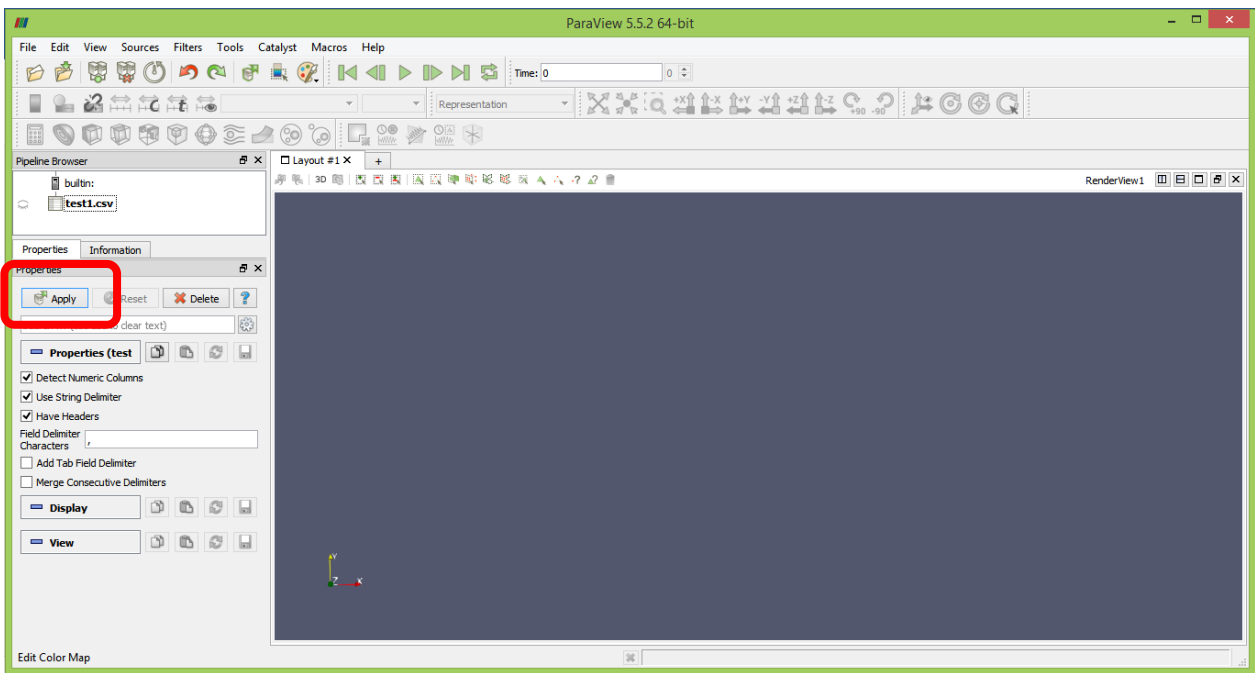 ParaView 5.5.2 64-bit
File Edit View Sources Filters Tools Catalyst Macros Help
Time: 0 0
Representation
+X -X +Y -Y +Z -Z +90 -90
Pipeline Browser
Layout #1 +
builtin:
3D
RenderView1
test1.csv
Properties Information
Properties
Apply Reset Delete ?
clear text)
Properties (test
Detect Numeric Columns
Use String Delimiter
Have Headers
Field Delimiter
Characters ,
Add Tab Field Delimiter
Merge Consecutive Delimiters
Display
View
Y
Z X
Edit Color Map